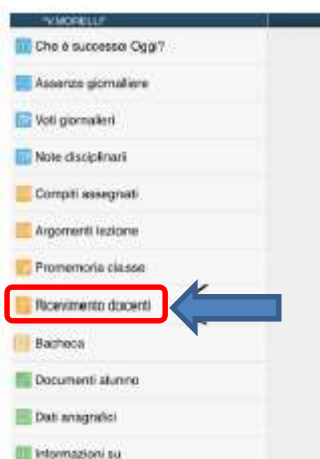 "V.MORELLI"
Che è successo Oggi?
Assenze giornaliere
Voti giornalieri
Note disciplinari
Compiti assegnati
Argomenti lezione
Promemoria classe
Ricevimento docenti
Bacheca
Documenti alunno
Dati anagrafici
Informazioni su